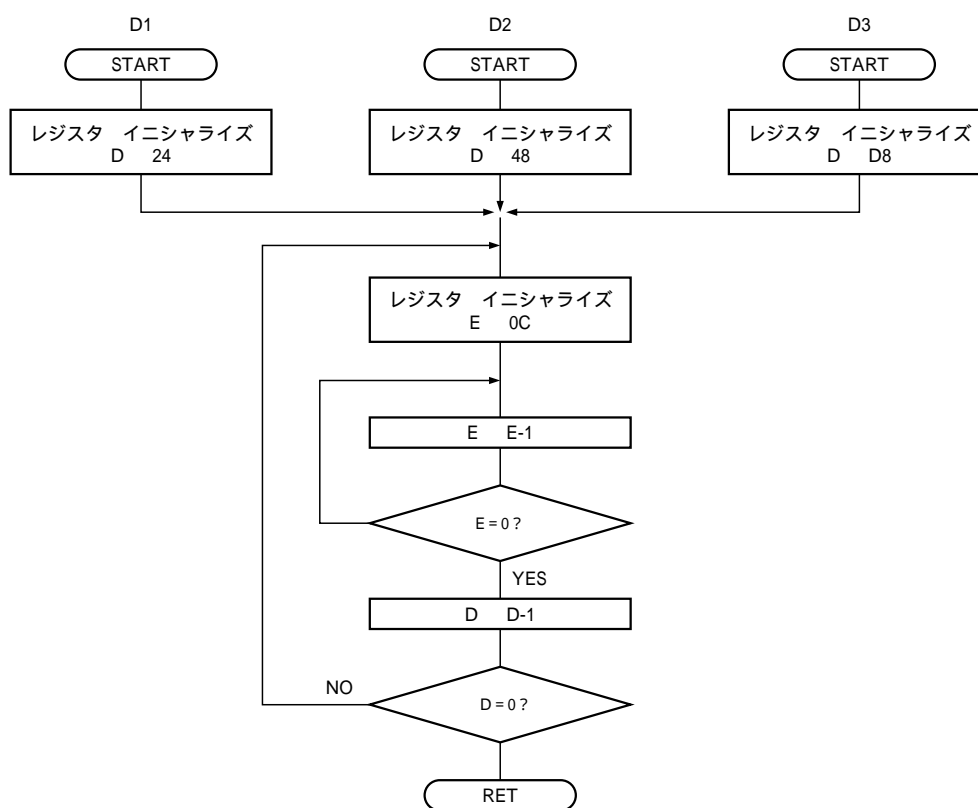 D1
D2
D3
START
START
START
レジスタ　イニシャライズ
D　24
レジスタ　イニシャライズ
D　48
レジスタ　イニシャライズ
D　D8
レジスタ　イニシャライズ
E　0C
E　E-1
E=0?
YES
D　D-1
NO
D=0?
RET